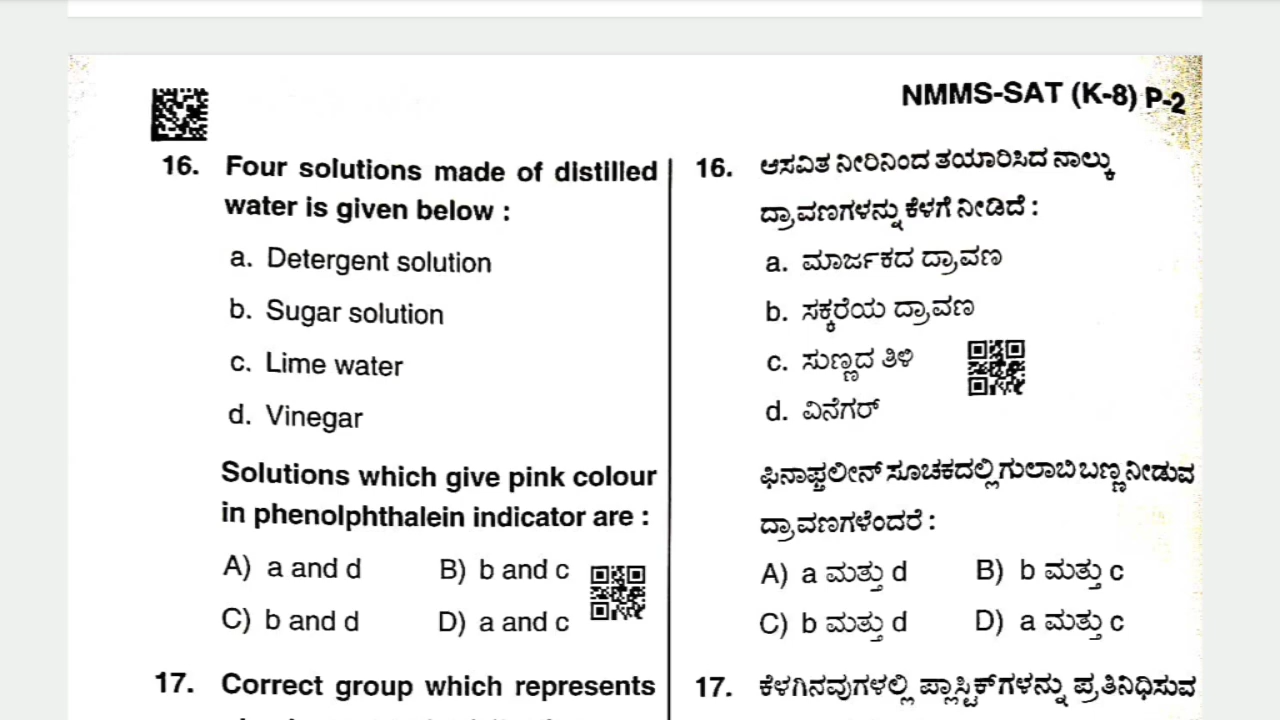 NMMS-SAT (K-8) P-2
16. Four solutions made of distilled
water is given below :
a. Detergent solution
b. Sugar solution
c. Lime water
d. Vinegar
Solutions which give pink colour
in phenolphthalein indicator are :
A) a and d B) b and c
C) b and d D) a and c
17. Correct group which represents
16. ಆಸವಿತ ನೀರಿನಿಂದ ತಯಾರಿಸಿದ ನಾಲ್ಕು
ದ್ರಾವಣಗಳನ್ನು ಕೆಳಗೆ ನೀಡಿದೆ :
a. ಮಾರ್ಜಕದ ದ್ರಾವಣ
b. ಸಕ್ಕರೆಯ ದ್ರಾವಣ
c. ಸುಣ್ಣದ ತಿಳಿ
d. ವಿನೆಗರ್
ಫಿನಾಫ್ತಲೀನ್ ಸೂಚಕದಲ್ಲಿ ಗುಲಾಬಿ ಬಣ್ಣ ನೀಡುವ
ದ್ರಾವಣಗಳೆಂದರೆ :
A) a ಮತ್ತು d B) b ಮತ್ತು c
C) b ಮತ್ತು d D) a ಮತ್ತು c
17. ಕೆಳಗಿನವುಗಳಲ್ಲಿ ಪ್ಲಾಸ್ಟಿಕ್‌ಗಳನ್ನು ಪ್ರತಿನಿಧಿಸುವ